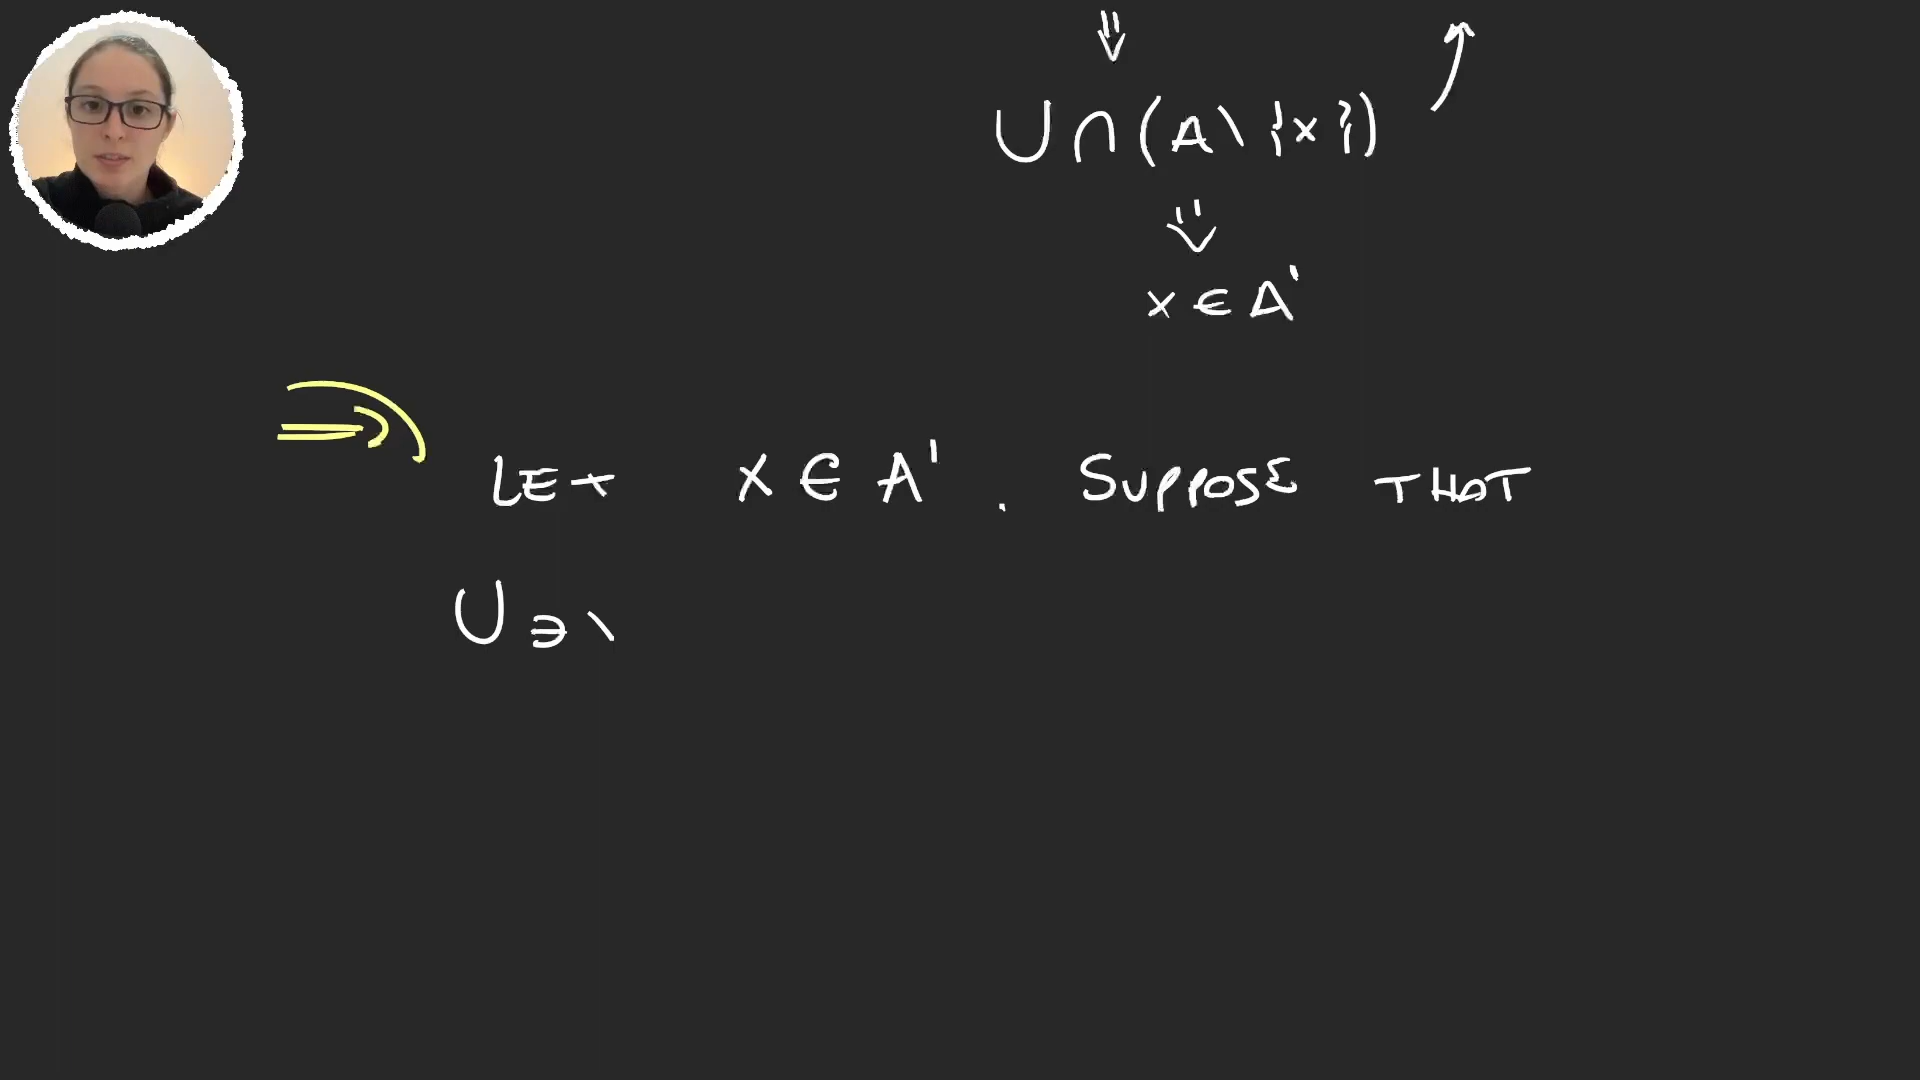 ⇓
U∩(A\{x})
⇓
x∈A'
⇒ LET x∈A'. SUPPOSE THAT
U∋\